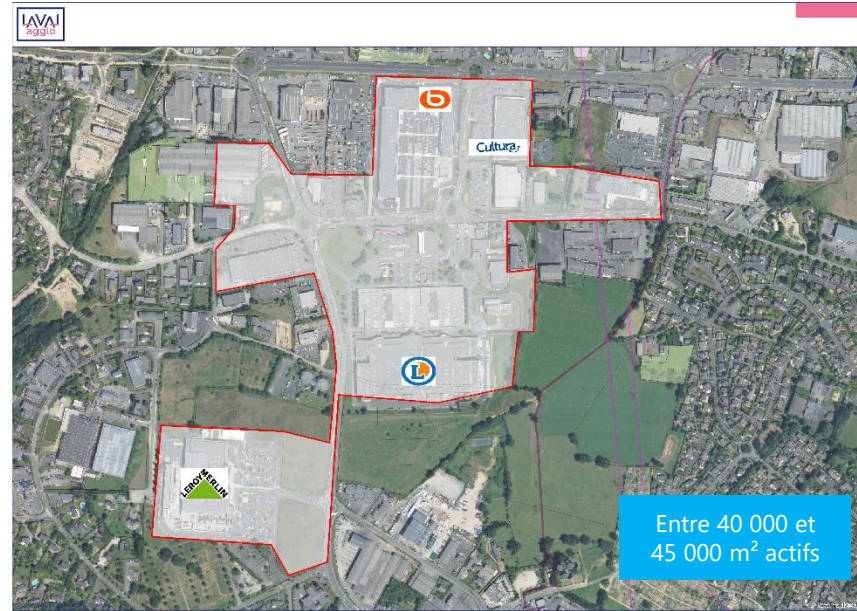 LAVAL
agglo
b
Cultura
L
LEROY MERLIN
Entre 40 000 et
45 000 m² actifs